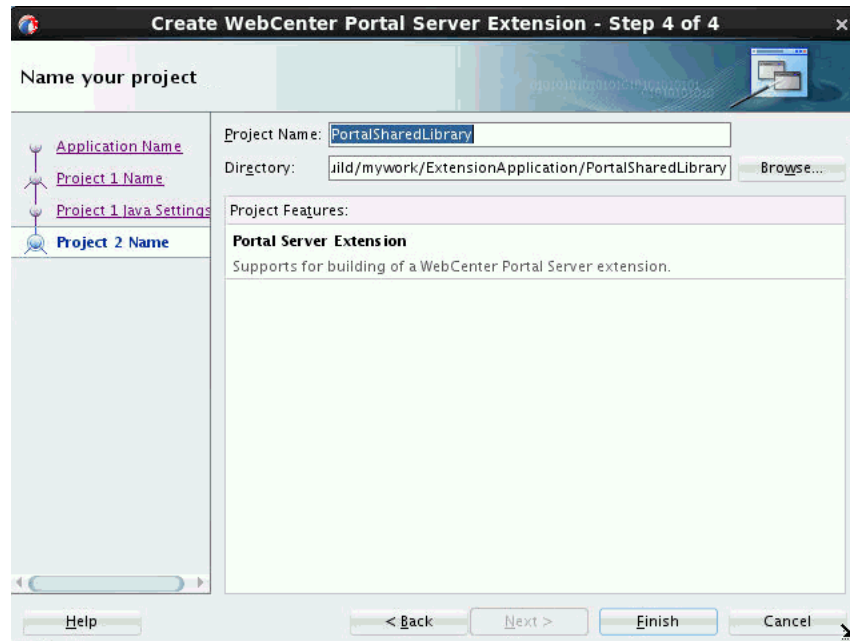 Create WebCenter Portal Server Extension - Step 4 of 4
Name your project
Application Name
Project 1 Name
Project 1 Java Settings
Project 2 Name
Project Name: PortalSharedLibrary
Directory: uild/mywork/ExtensionApplication/PortalSharedLibrary Browse...
Project Features:
Portal Server Extension
Supports for building of a WebCenter Portal Server extension.
Help < Back Next > Finish Cancel